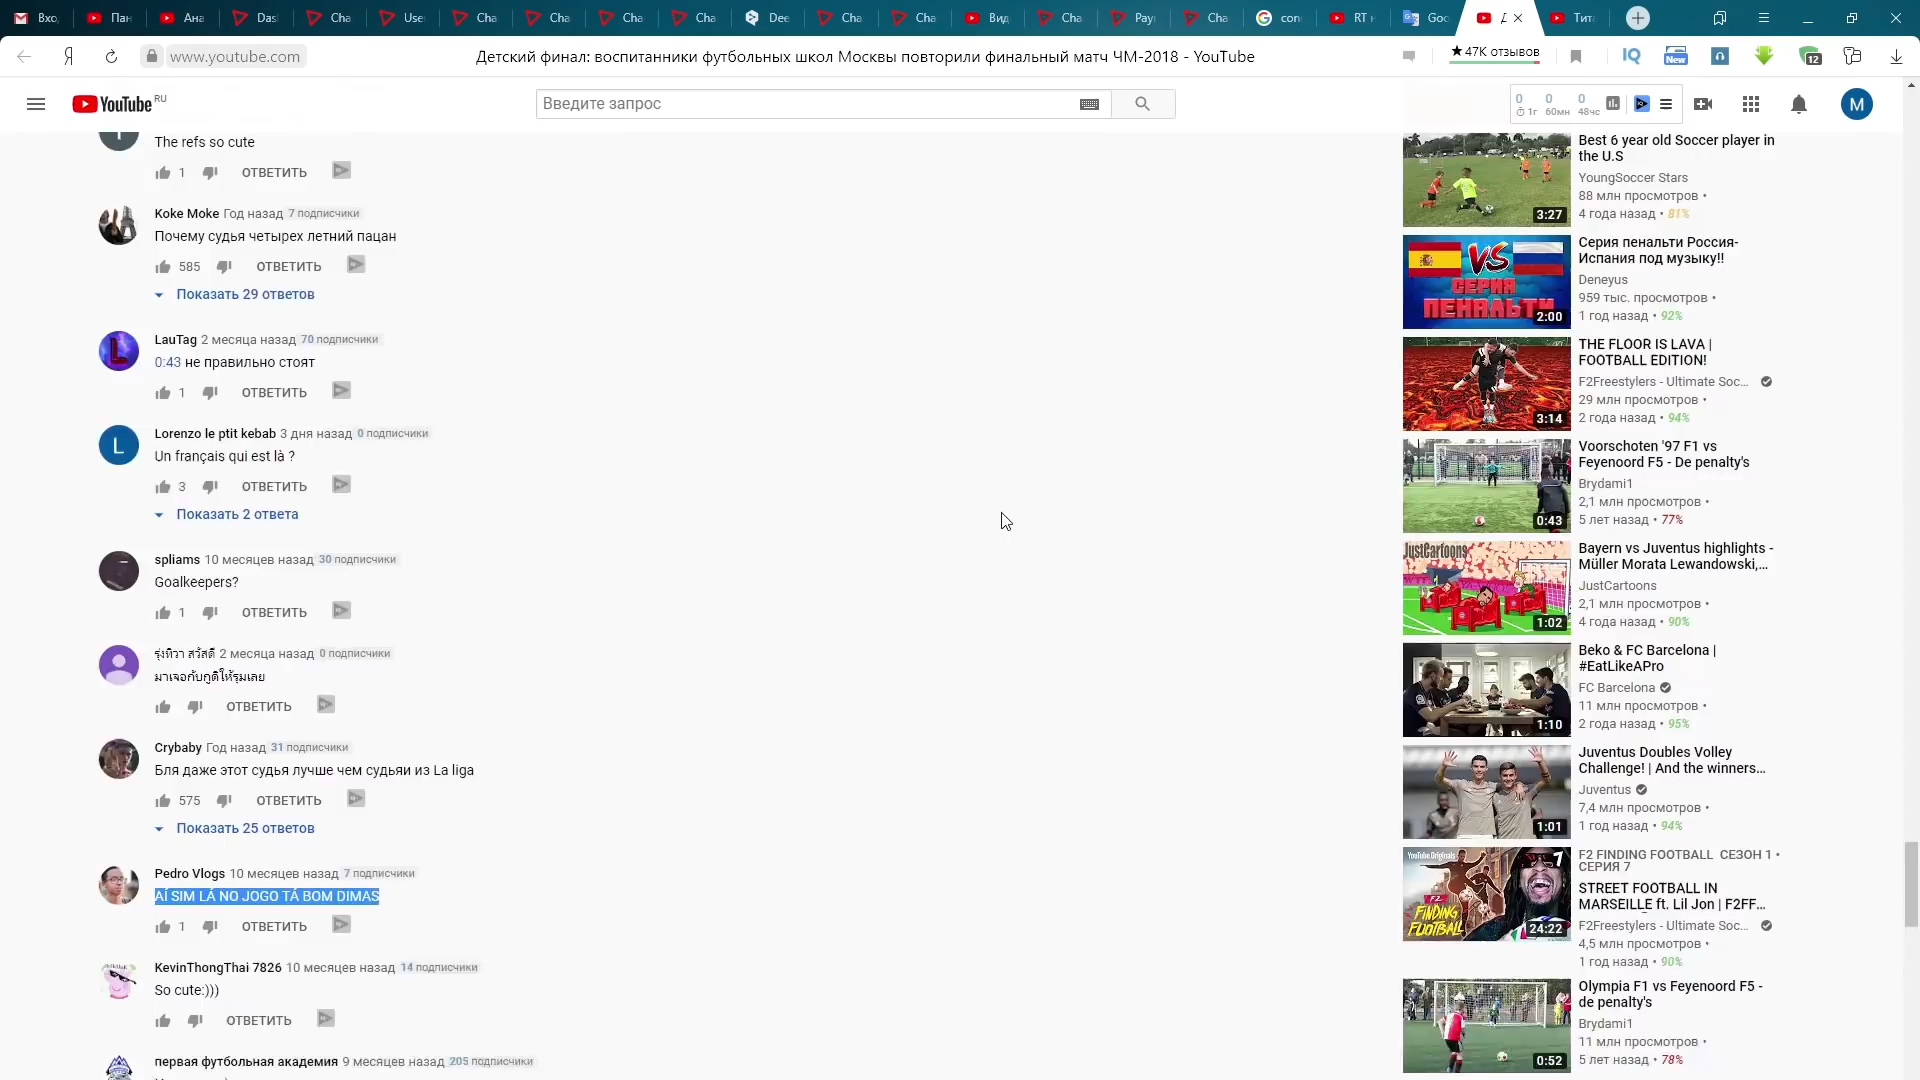 Вхо
Пан
Ана
Das
Cha
Use
Cha
Cha
Cha
Cha
Dee
Cha
Cha
Вид
Cha
Pay
Cha
con
RT н
Goo
Тит
www.youtube.com
Детский финал: воспитанники футбольных школ Москвы повторили финальный матч ЧМ-2018 - YouTube
★47K отзывов
IQ
New
12
YouTube RU
Введите запрос
0 0 0
1г 60мн 48чс
M
The refs so cute
1 ОТВЕТИТЬ
Koke Moke Год назад 7 подписчики
Почему судья четырех летний пацан
585 ОТВЕТИТЬ
Показать 29 ответов
LauTag 2 месяца назад 70 подписчики
0:43 не правильно стоят
1 ОТВЕТИТЬ
L
Lorenzo le ptit kebab 3 дня назад 0 подписчики
Un français qui est là ?
3 ОТВЕТИТЬ
Показать 2 ответа
spliams 10 месяцев назад 30 подписчики
Goalkeepers?
1 ОТВЕТИТЬ
รุ่งทิวา สวัสดี 2 месяца назад 0 подписчики
มาเจอกับกูดิให้รุมเลย
ОТВЕТИТЬ
Crybaby Год назад 31 подписчики
Бля даже этот судья лучше чем судьяи из La liga
575 ОТВЕТИТЬ
Показать 25 ответов
Pedro Vlogs 10 месяцев назад 7 подписчики
AÍ SIM LÁ NO JOGO TÁ BOM DIMAS
1 ОТВЕТИТЬ
KevinThongThai 7826 10 месяцев назад 14 подписчики
So cute:)))
ОТВЕТИТЬ
первая футбольная академия 9 месяцев назад 205 подписчики
3:27
Best 6 year old Soccer player in
the U.S
YoungSoccer Stars
88 млн просмотров •
4 года назад • 81%
VS
СЕРИЯ
ПЕНАЛЬТИ
2:00
Серия пенальти Россия-
Испания под музыку!!
Deneyus
959 тыс. просмотров •
1 год назад • 92%
3:14
THE FLOOR IS LAVA |
FOOTBALL EDITION!
F2Freestylers - Ultimate Soc...
29 млн просмотров •
2 года назад • 94%
0:43
Voorschoten '97 F1 vs
Feyenoord F5 - De penalty's
Brydami1
2,1 млн просмотров •
5 лет назад • 77%
JustCartoons
1:02
Bayern vs Juventus highlights -
Müller Morata Lewandowski,...
JustCartoons
2,1 млн просмотров •
4 года назад • 90%
1:10
Beko & FC Barcelona |
#EatLikeAPro
FC Barcelona
11 млн просмотров •
2 года назад • 95%
1:01
Juventus Doubles Volley
Challenge! | And the winners...
Juventus
7,4 млн просмотров •
1 год назад • 94%
YouTube Originals
7
F2
FINDING
FOOTBALL
24:22
F2 FINDING FOOTBALL СЕЗОН 1 •
СЕРИЯ 7
STREET FOOTBALL IN
MARSEILLE ft. Lil Jon | F2FF...
F2Freestylers - Ultimate Soc...
4,5 млн просмотров •
1 год назад • 90%
0:52
Olympia F1 vs Feyenoord F5 -
de penalty's
Brydami1
11 млн просмотров •
5 лет назад • 78%